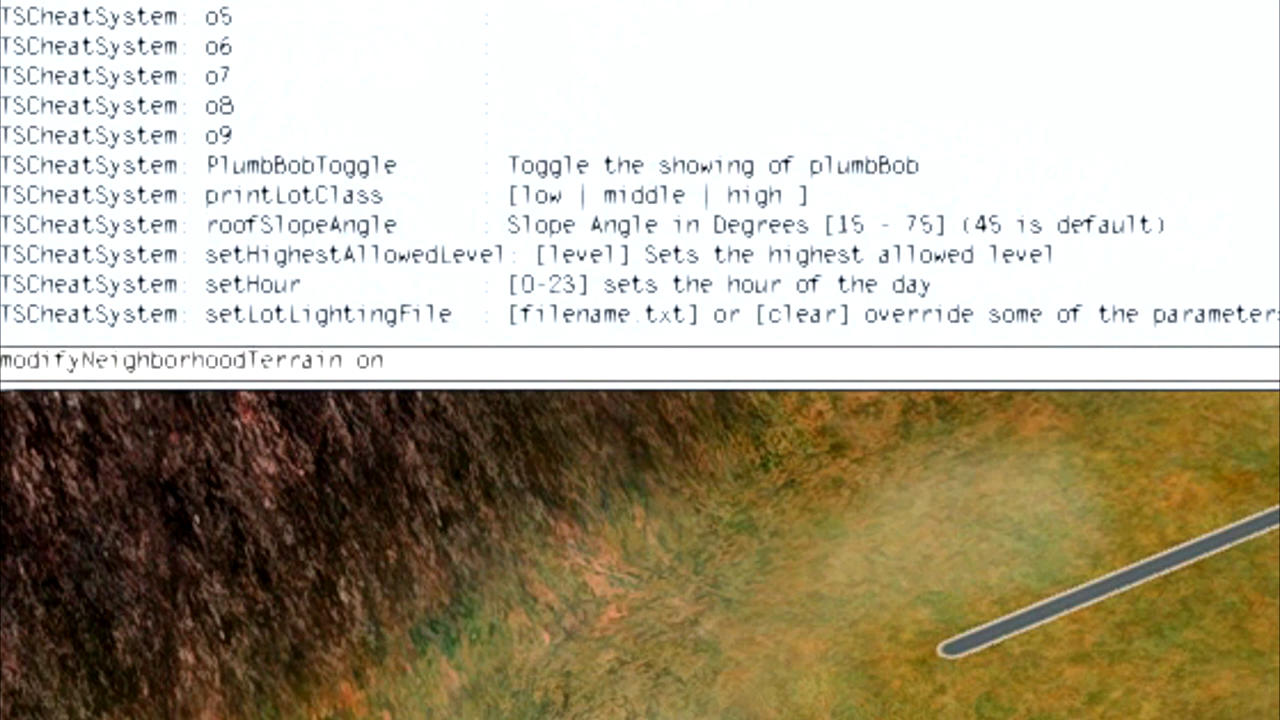 TSCheatSystem: o5 :
TSCheatSystem: o6 :
TSCheatSystem: o7 :
TSCheatSystem: o8 :
TSCheatSystem: o9 :
TSCheatSystem: PlumbBobToggle : Toggle the showing of plumbBob
TSCheatSystem: printLotClass : [low | middle | high ]
TSCheatSystem: roofSlopeAngle : Slope Angle in Degrees [15 - 75] (45 is default)
TSCheatSystem: setHighestAllowedLevel: [level] Sets the highest allowed level
TSCheatSystem: setHour : [0-23] sets the hour of the day
TSCheatSystem: setLotLightingFile : [filename.txt] or [clear] override some of the parameter
modifyNeighborhoodTerrain on